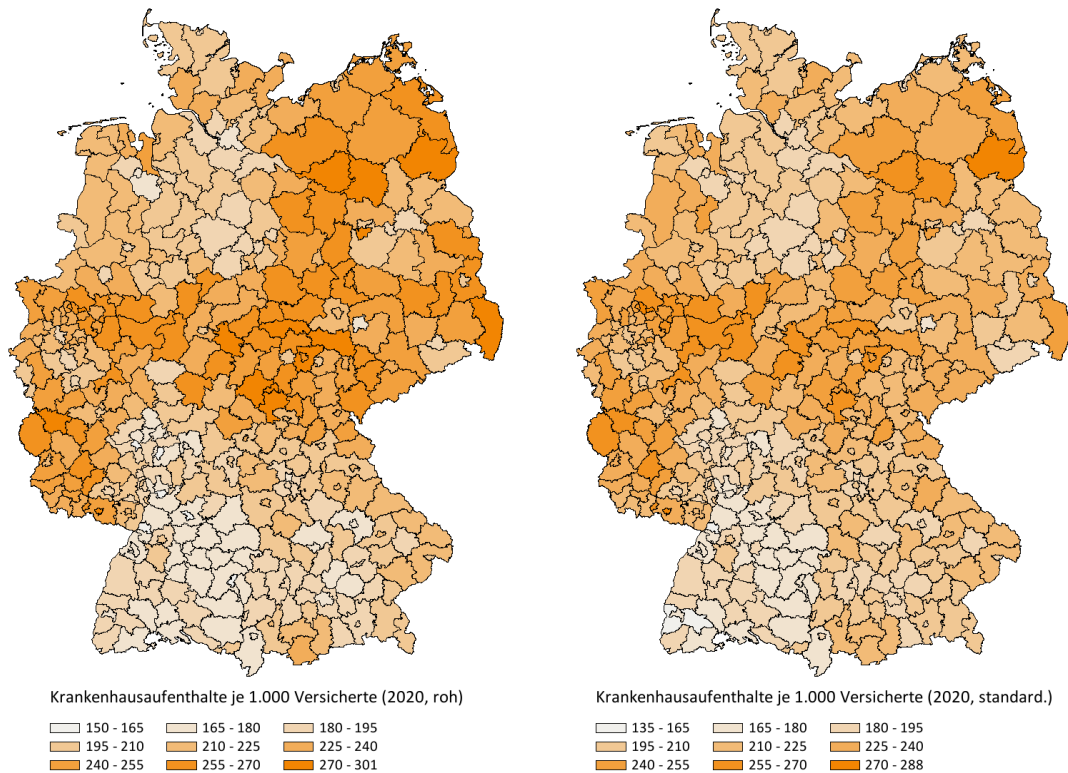 Krankenhausaufenthalte je 1.000 Versicherte (2020, roh)
150 - 165 165 - 180 180 - 195
195 - 210 210 - 225 225 - 240
240 - 255 255 - 270 270 - 301
Krankenhausaufenthalte je 1.000 Versicherte (2020, standard.)
135 - 165 165 - 180 180 - 195
195 - 210 210 - 225 225 - 240
240 - 255 255 - 270 270 - 288